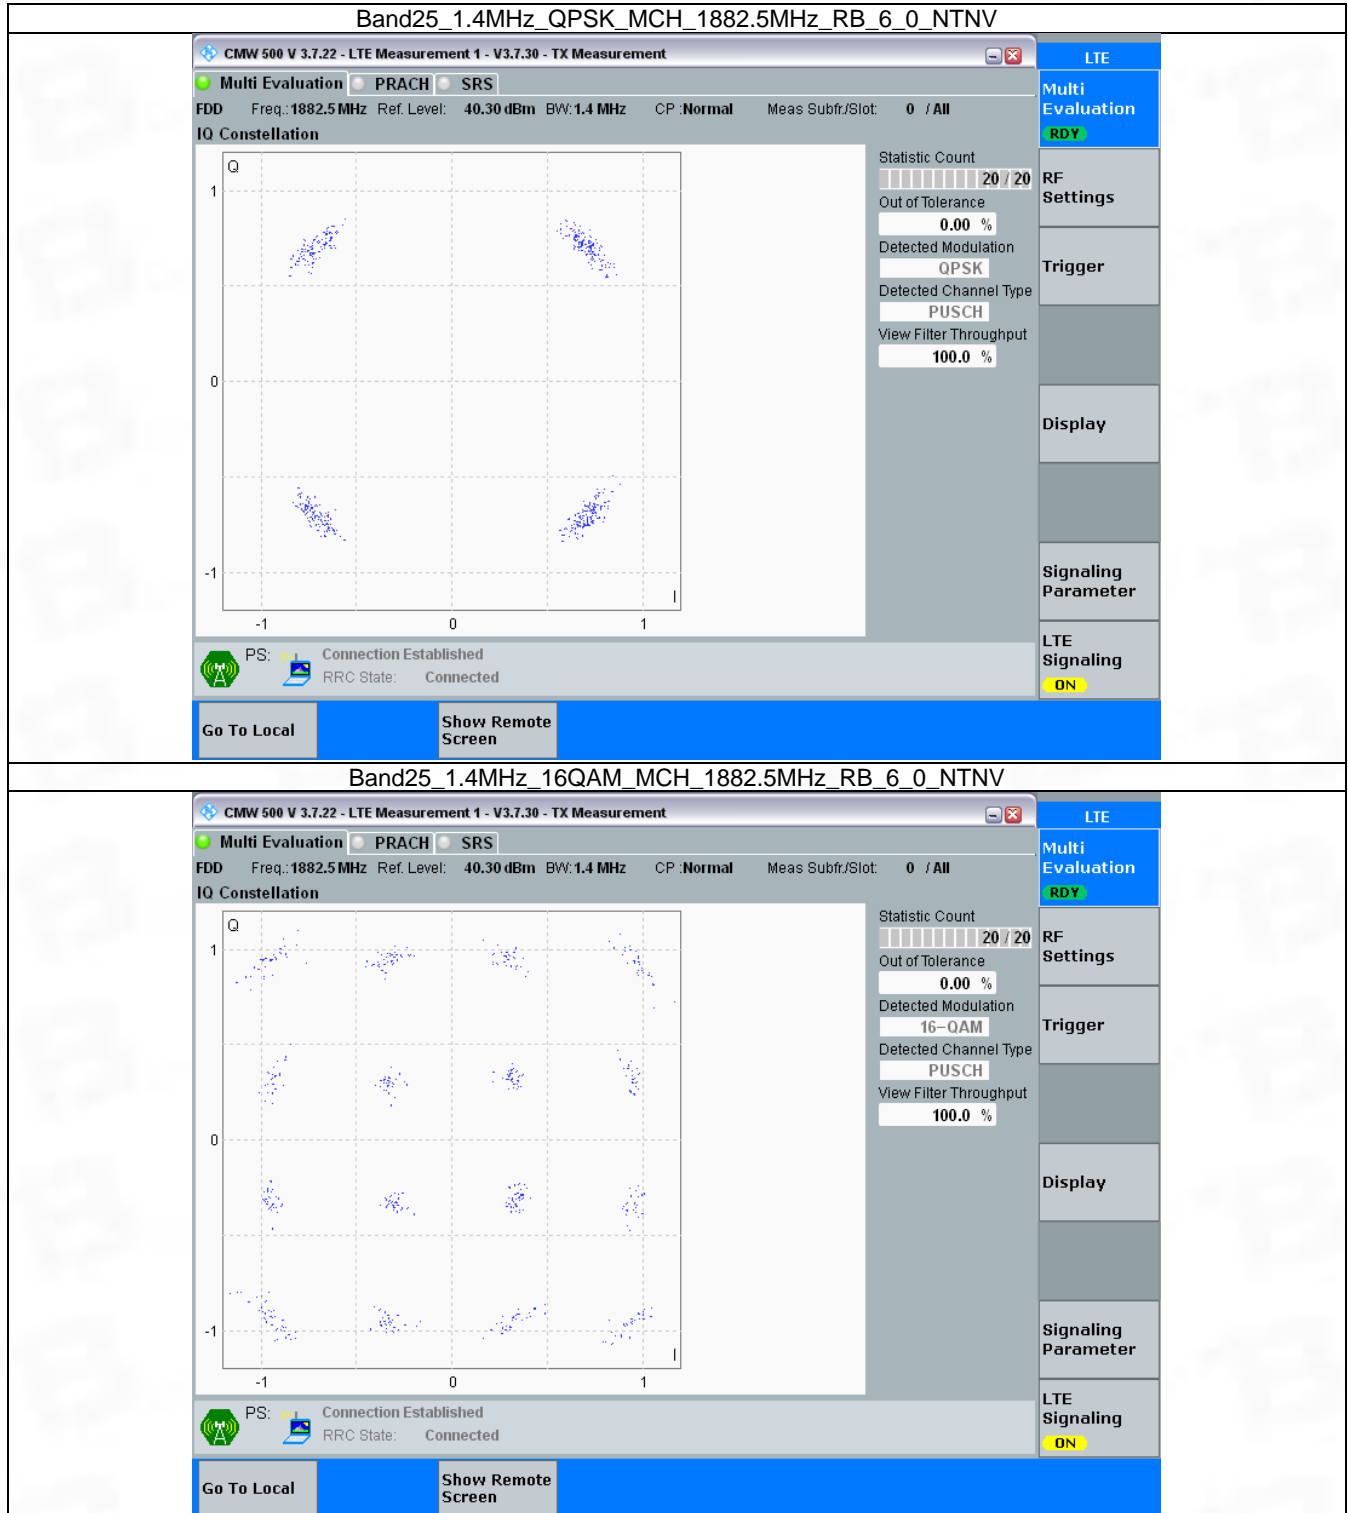 Band25_1.4MHz_QPSK_MCH_1882.5MHz_RB_6_0_NTNV
CMW 500 V 3.7.22 - LTE Measurement 1 - V3.7.30 - TX Measurement
LTE
Multi Evaluation PRACH SRS
Multi
Evaluation
RDY
FDD Freq.:1882.5 MHz Ref. Level: 40.30 dBm BW:1.4 MHz CP :Normal Meas Subfr./Slot: 0 / All
IQ Constellation
Q
1
0
-1
-1 0 1
I
Statistic Count
20 / 20
Out of Tolerance
0.00 %
Detected Modulation
QPSK
Detected Channel Type
PUSCH
View Filter Throughput
100.0 %
RF
Settings
Trigger
Display
Signaling
Parameter
LTE
Signaling
ON
PS: Connection Established
RRC State: Connected
Go To Local
Show Remote
Screen
Band25_1.4MHz_16QAM_MCH_1882.5MHz_RB_6_0_NTNV
CMW 500 V 3.7.22 - LTE Measurement 1 - V3.7.30 - TX Measurement
LTE
Multi Evaluation PRACH SRS
Multi
Evaluation
RDY
FDD Freq.:1882.5 MHz Ref. Level: 40.30 dBm BW:1.4 MHz CP :Normal Meas Subfr./Slot: 0 / All
IQ Constellation
Q
1
0
-1
-1 0 1
I
Statistic Count
20 / 20
Out of Tolerance
0.00 %
Detected Modulation
16-QAM
Detected Channel Type
PUSCH
View Filter Throughput
100.0 %
RF
Settings
Trigger
Display
Signaling
Parameter
LTE
Signaling
ON
PS: Connection Established
RRC State: Connected
Go To Local
Show Remote
Screen